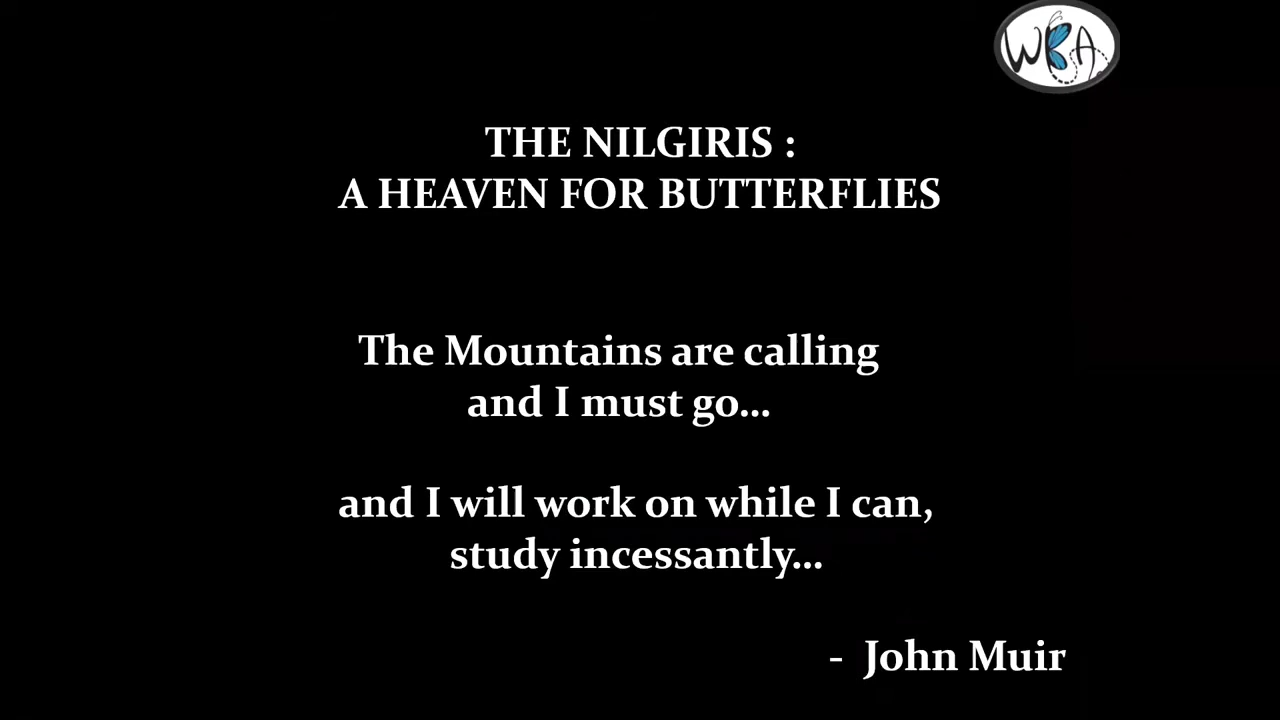 WBA
THE NILGIRIS :
A HEAVEN FOR BUTTERFLIES
The Mountains are calling
and I must go...
and I will work on while I can,
study incessantly...
- John Muir